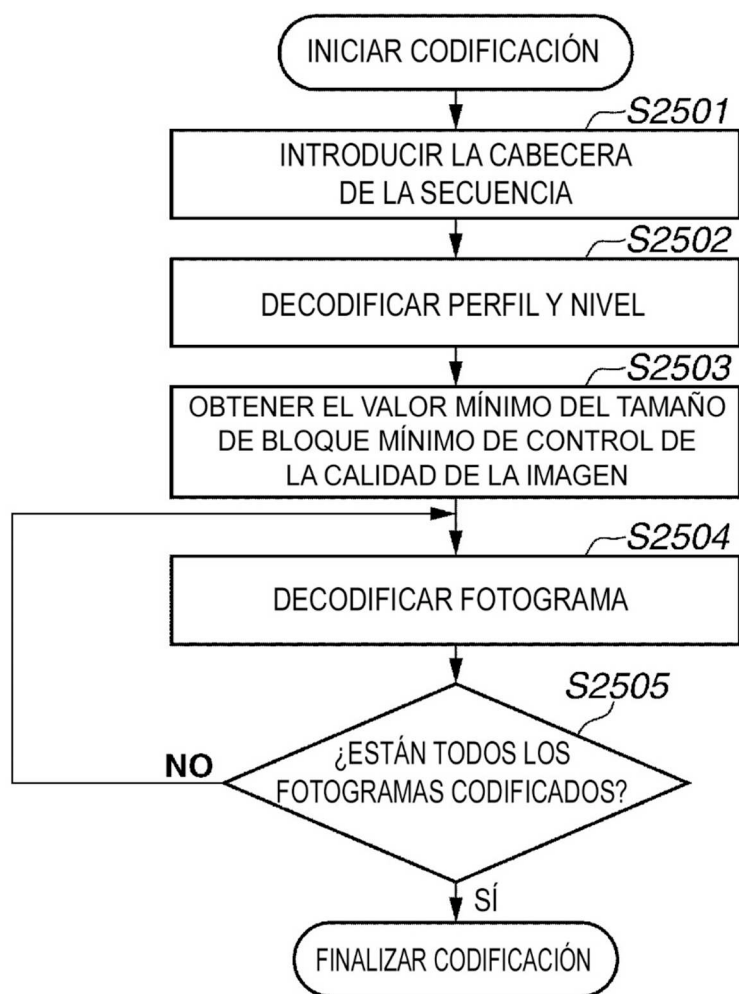 INICIAR CODIFICACIÓN
S2501
INTRODUCIR LA CABECERA
DE LA SECUENCIA
S2502
DECODIFICAR PERFIL Y NIVEL
S2503
OBTENER EL VALOR MÍNIMO DEL TAMAÑO
DE BLOQUE MÍNIMO DE CONTROL DE
LA CALIDAD DE LA IMAGEN
S2504
DECODIFICAR FOTOGRAMA
S2505
¿ESTÁN TODOS LOS
FOTOGRAMAS CODIFICADOS?
NO
SÍ
FINALIZAR CODIFICACIÓN